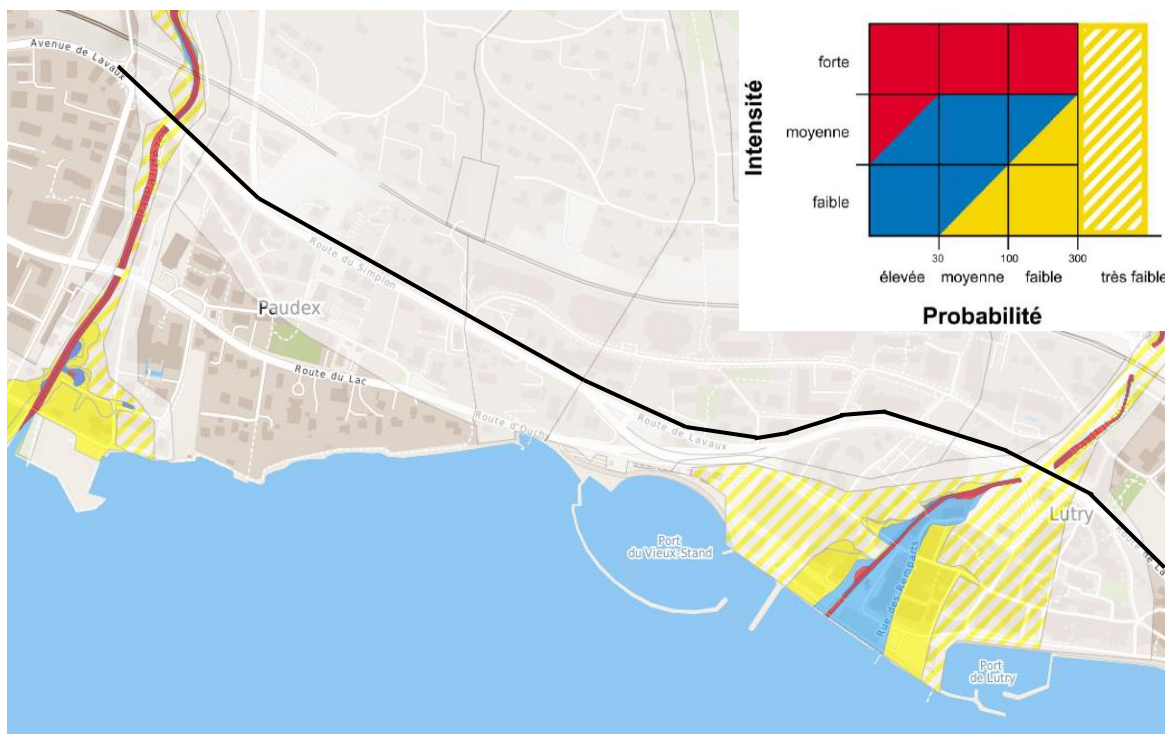 Avenue de Lavaux
Route du Simplon
Paudex
Route du Lac
Route d'Ouchy
Route de Lavaux
Port
du Vieux-Stand
Rue des Remparts
Lutry
Port
de Lutry
Intensité
forte
moyenne
faible
30
100
300
élevée
moyenne
faible
très faible
Probabilité